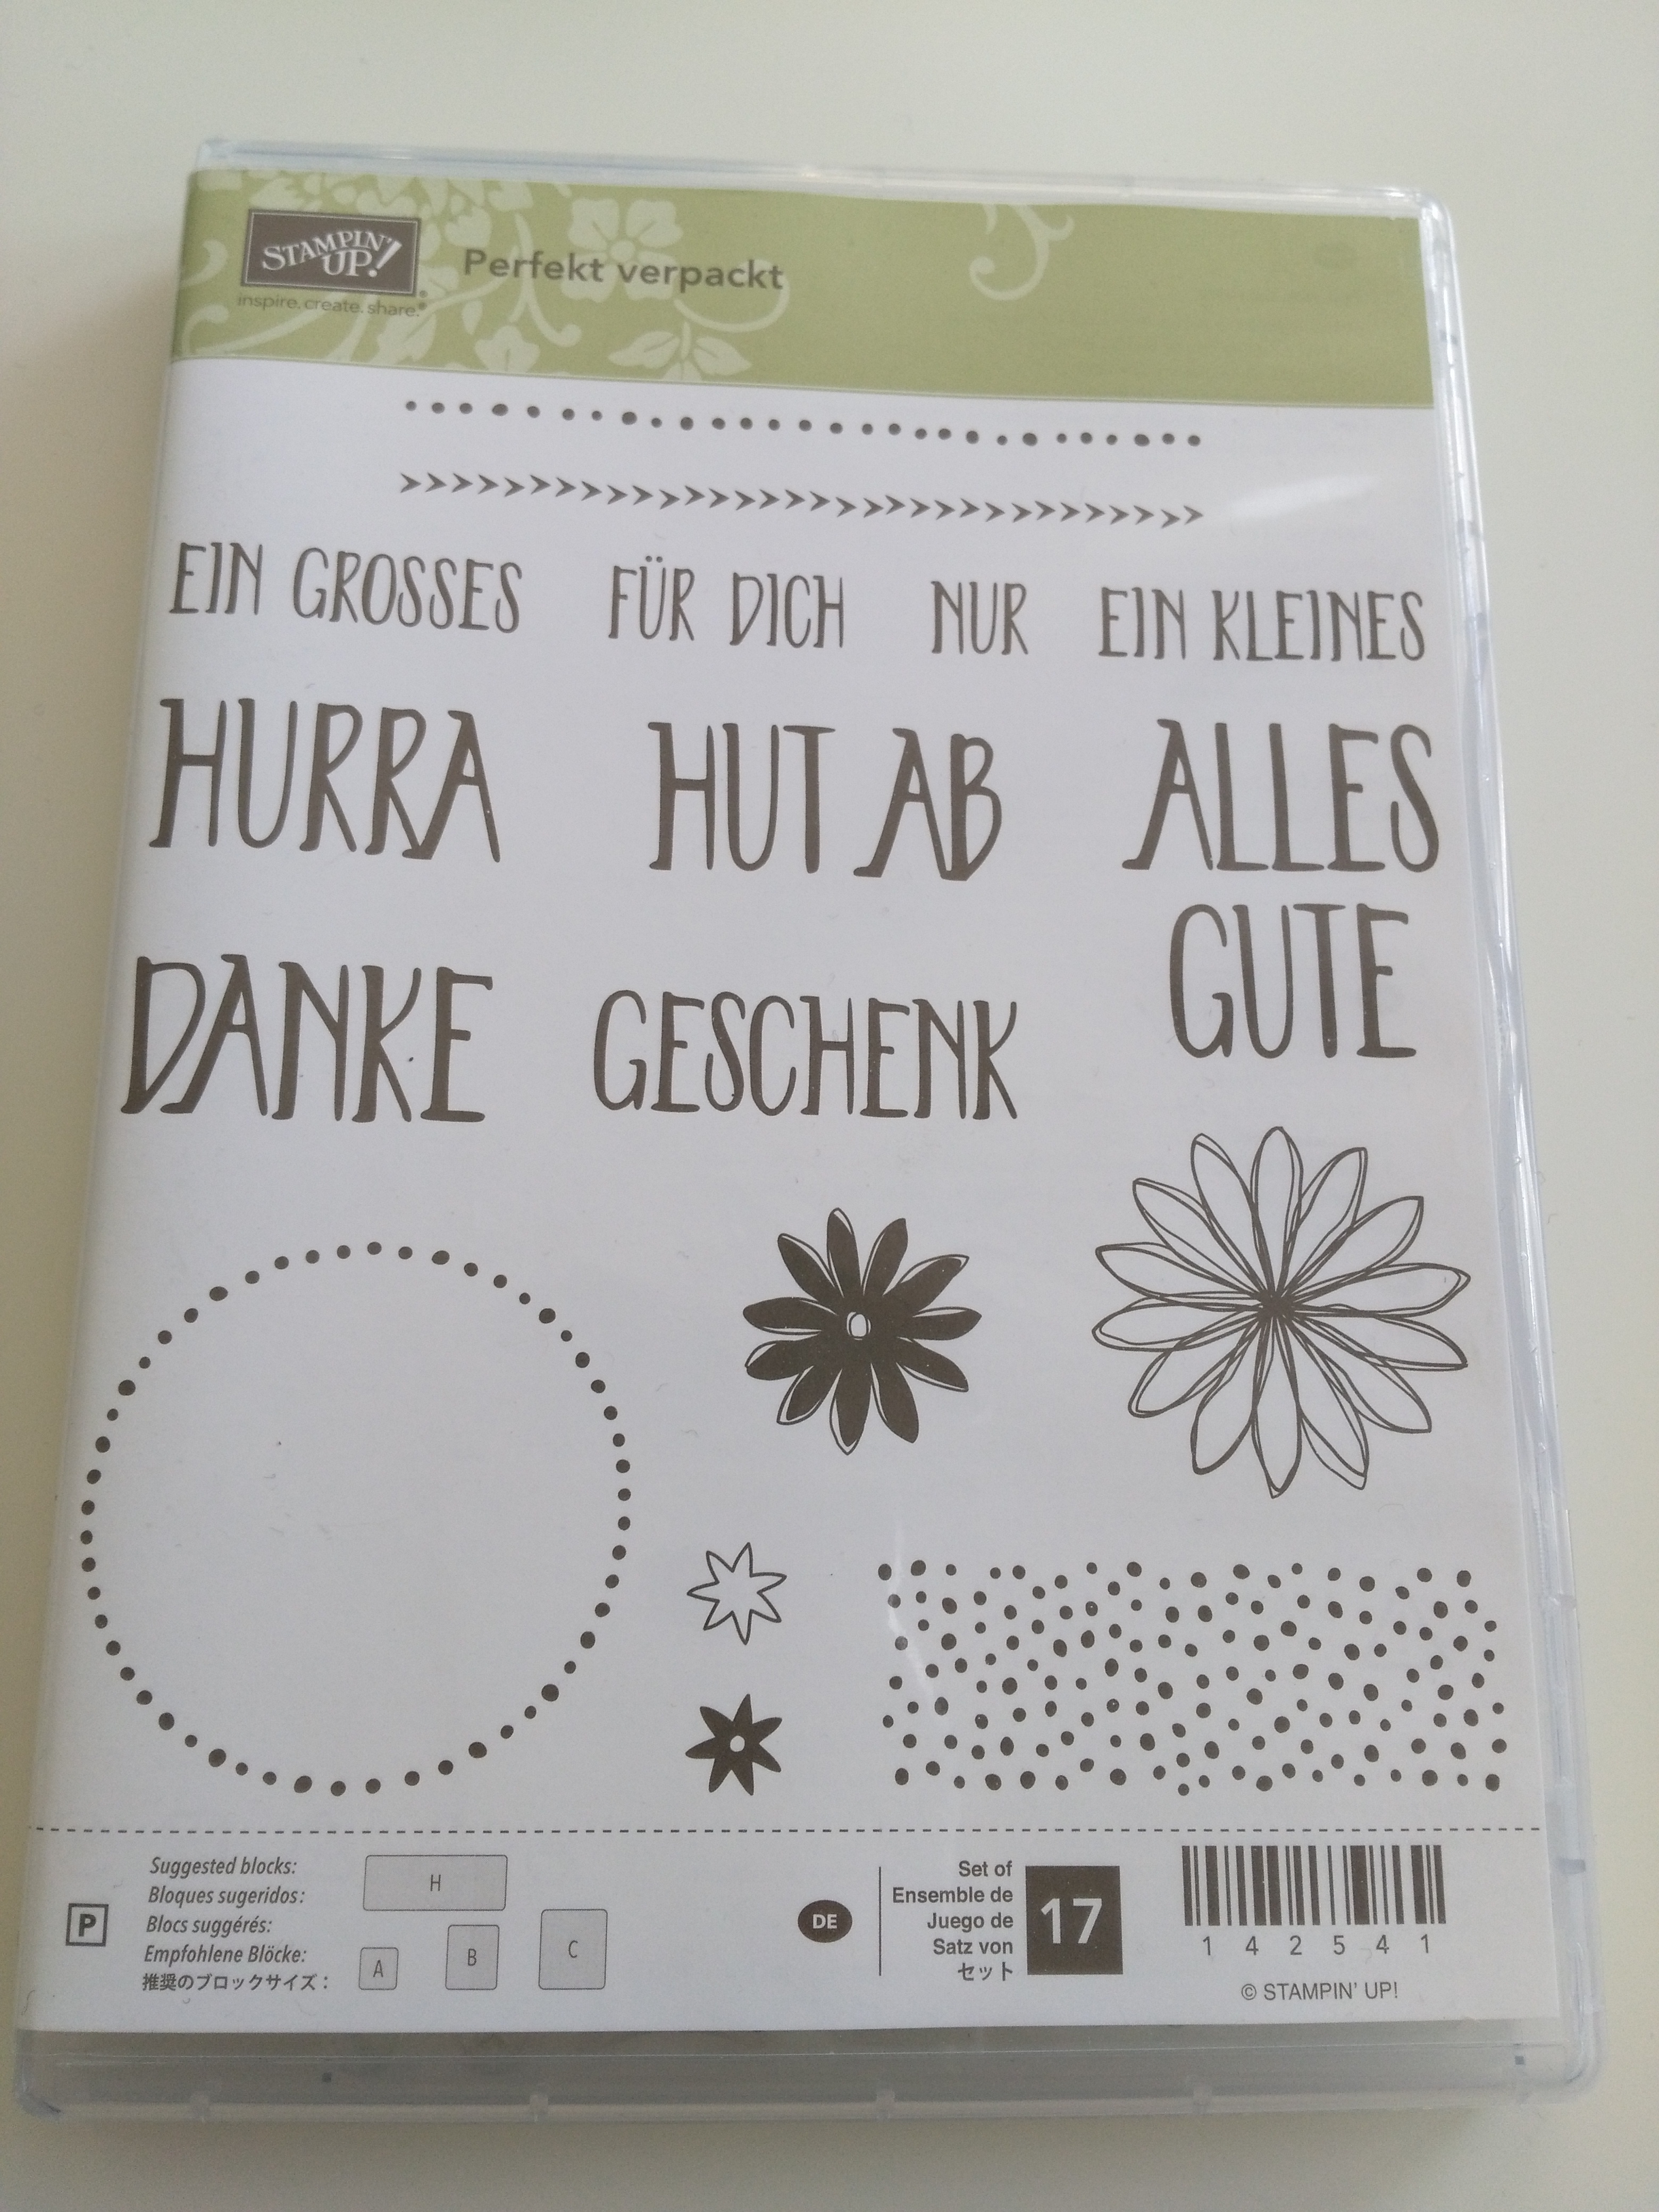 STAMPIN' UP!®
inspire. create. share.®
Perfekt verpackt
EIN GROSSES FÜR DICH NUR EIN KLEINES
HURRA HUT AB ALLES
GUTE
DANKE GESCHENK
P
Suggested blocks:
Bloques sugeridos:
Blocs suggérés:
Empfohlene Blöcke:
推奨のブロックサイズ：
H
A B C
DE
Set of
Ensemble de
Juego de
Satz von
セット
17
1 4 2 5 4 1
© STAMPIN' UP!